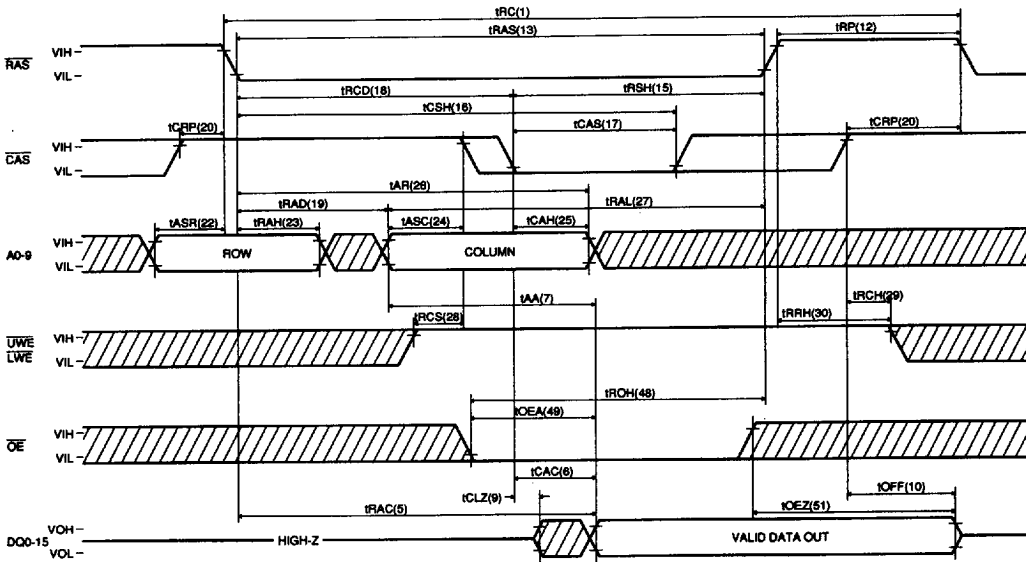 tRC(1)
tRAS(13)
tRP(12)
RAS
VIH
VIL
tRCD(18)
tRSH(15)
tCSH(16)
tCRP(20)
tCAS(17)
tCRP(20)
CAS
VIH
VIL
tAR(26)
tRAD(19)
tRAL(27)
tASR(22)
tRAH(23)
tASC(24)
tCAH(25)
A0-9
VIH
VIL
ROW
COLUMN
tAA(7)
tRCS(28)
tRCH(29)
tRRH(30)
UWE
LWE
VIH
VIL
tROH(48)
tOEA(49)
OE
VIH
VIL
tCAC(6)
tCLZ(9)
tOFF(10)
tRAC(5)
tOEZ(51)
DQ0-15
VOH
VOL
HIGH-Z
VALID DATA OUT